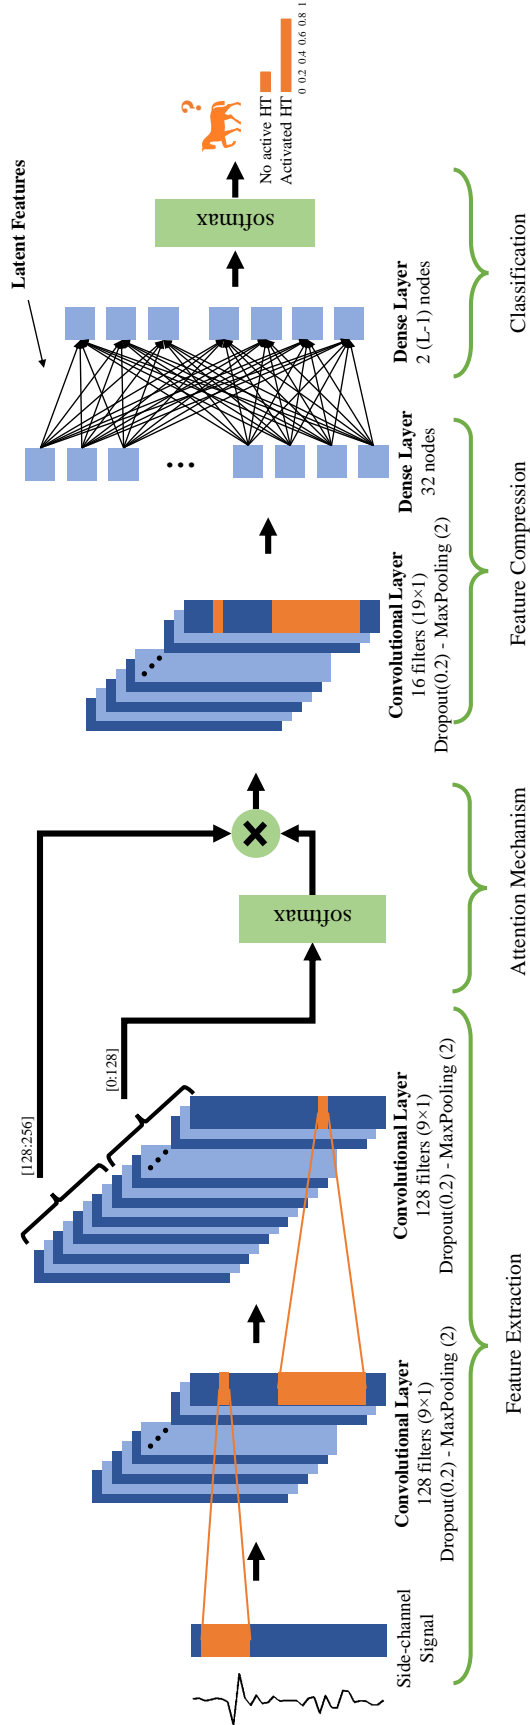 Side-channel
Signal
Convolutional Layer
128 filters (9×1)
Dropout(0.2) - MaxPooling (2)
Convolutional Layer
128 filters (9×1)
Dropout(0.2) - MaxPooling (2)
Feature Extraction
[128:256]
[0:128]
softmax
Attention Mechanism
Convolutional Layer
16 filters (19×1)
Dropout(0.2) - MaxPooling (2)
Dense Layer
32 nodes
Feature Compression
Latent Features
Dense Layer
2 (L-1) nodes
softmax
Classification
?
No active HT
Activated HT
0 0.2 0.4 0.6 0.8 1